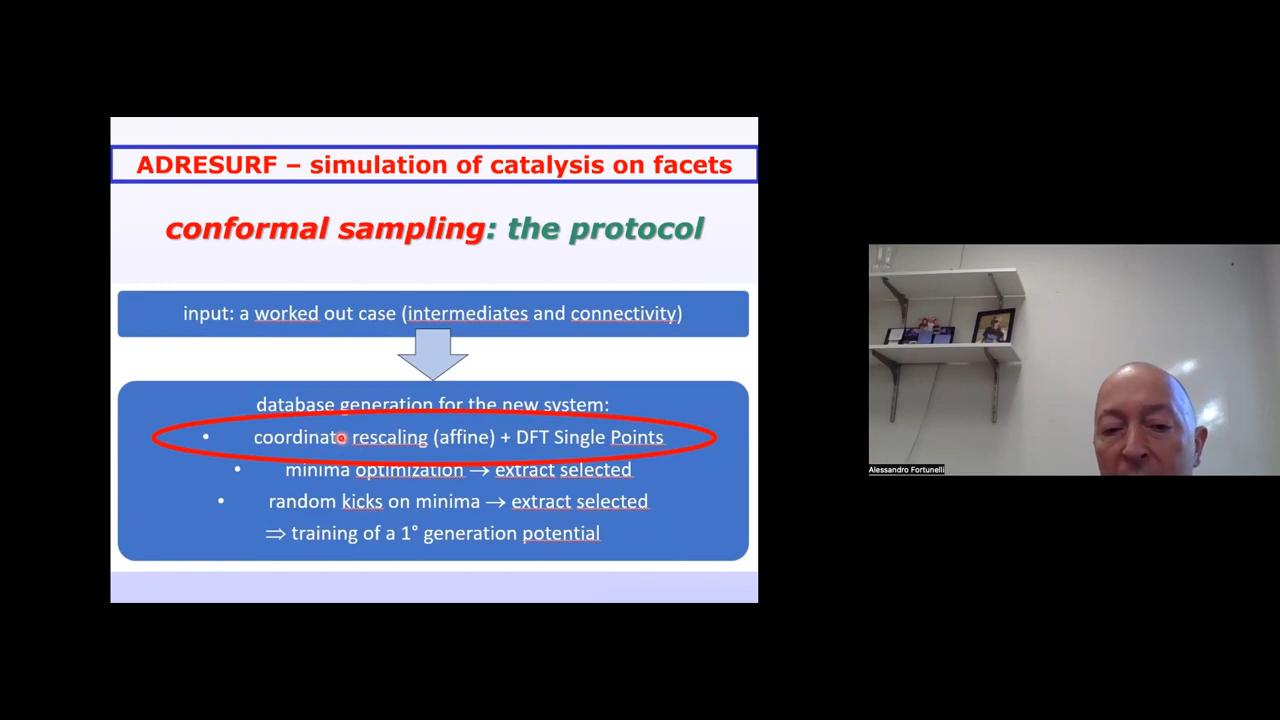 ADRESURF – simulation of catalysis on facets
conformal sampling: the protocol
input: a worked out case (intermediates and connectivity)
database generation for the new system:
• coordinate rescaling (affine) + DFT Single Points
• minima optimization → extract selected
• random kicks on minima → extract selected
⇒ training of a 1° generation potential
Alessandro Fortunelli